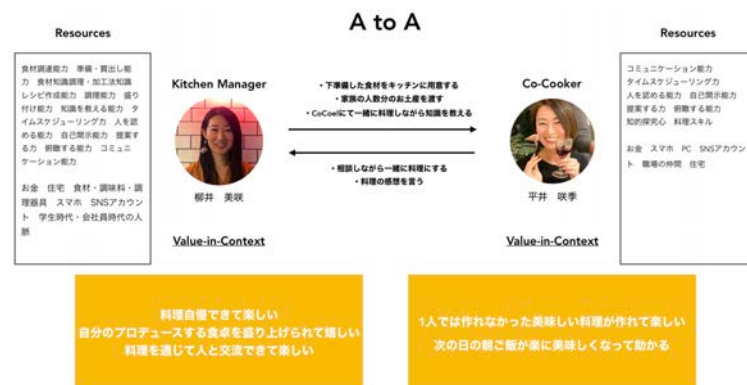 A to A
Resources
食材調達能力 準備・買出し能
力 食材知識調理・加工法知識
レシピ作成能力 調理能力 盛り
付け能力 知識を教える能力 タ
イムスケジューリング力 人を認
める能力 自己開示能力 提案す
る力 俯瞰する能力 コミュニ
ケーション能力
お金 住宅 食材・調味料・調
理器具 スマホ SNSアカウン
ト 学生時代・会社員時代の人
脈
Kitchen Manager
柳井 美咲
Value-in-Context
・下準備した食材をキッチンに用意する
・家族の人数分のお土産を渡す
・CoCoelにて一緒に料理しながら知識を教える
・相談しながら一緒に料理にする
・料理の感想を言う
Co-Cooker
平井 咲季
Value-in-Context
Resources
コミュニケーション能力
タイムスケジューリング力
人を認める能力 自己開示能力
提案する力 俯瞰する能力
知的探究心 料理スキル
お金 スマホ PC SNSアカウン
ト 職場の仲間 住宅
料理自慢できて楽しい
自分のプロデュースする食卓を盛り上げられて嬉しい
料理を通じて人と交流できて楽しい
1人では作れなかった美味しい料理が作れて楽しい
次の日の朝ご飯が楽に美味しくなって助かる